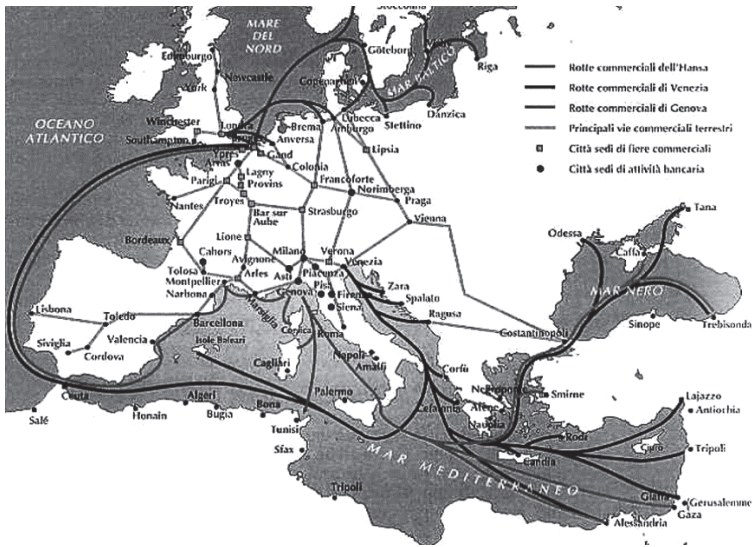 Stoccolma
MARE
DEL
NORD
Göteborg
Riga
Edimburgo
Newcastle
York
Copenaghen
MAR BALTICO
OCEANO
ATLANTICO
Winchester
Southampton
Londra
Brema
Anversa
Lubecca
Amburgo
Stettino
Danzica
Ypres
Arras
Gand
Colonia
Lipsia
Parigi
Lagny
Provins
Francoforte
Norimberga
Praga
Nantes
Troyes
Bar sur
Aube
Strasburgo
Vienna
Bordeaux
Cahors
Lione
Milano
Verona
Venezia
Tolosa
Avignone
Asti
Piacenza
Montpellier
Arles
Genova
Pisa
Firenze
Zara
Narbona
Marsiglia
Siena
Spalato
Corsica
Roma
Ragusa
Lisbona
Toledo
Barcellona
Siviglia
Cordova
Valencia
Isole Baleari
Cagliari
Napoli
Amalfi
Corfù
Costantinopoli
Odessa
Caffa
Tana
MAR NERO
Sinope
Trebisonda
Ceuta
Salé
Honain
Algeri
Bugia
Bona
Tunisi
Sfax
Tripoli
Palermo
Cefalonia
Negroponte
Atene
Nauplia
Smirne
Rodi
Candia
Cipro
Lajazzo
Antiochia
Tripoli
Giaffa
Gerusalemme
Gaza
Alessandria
MAR MEDITERRANEO
Rotte commerciali dell'Hansa
Rotte commerciali di Venezia
Rotte commerciali di Genova
Principali vie commerciali terrestri
Città sedi di fiere commerciali
Città sedi di attività bancaria